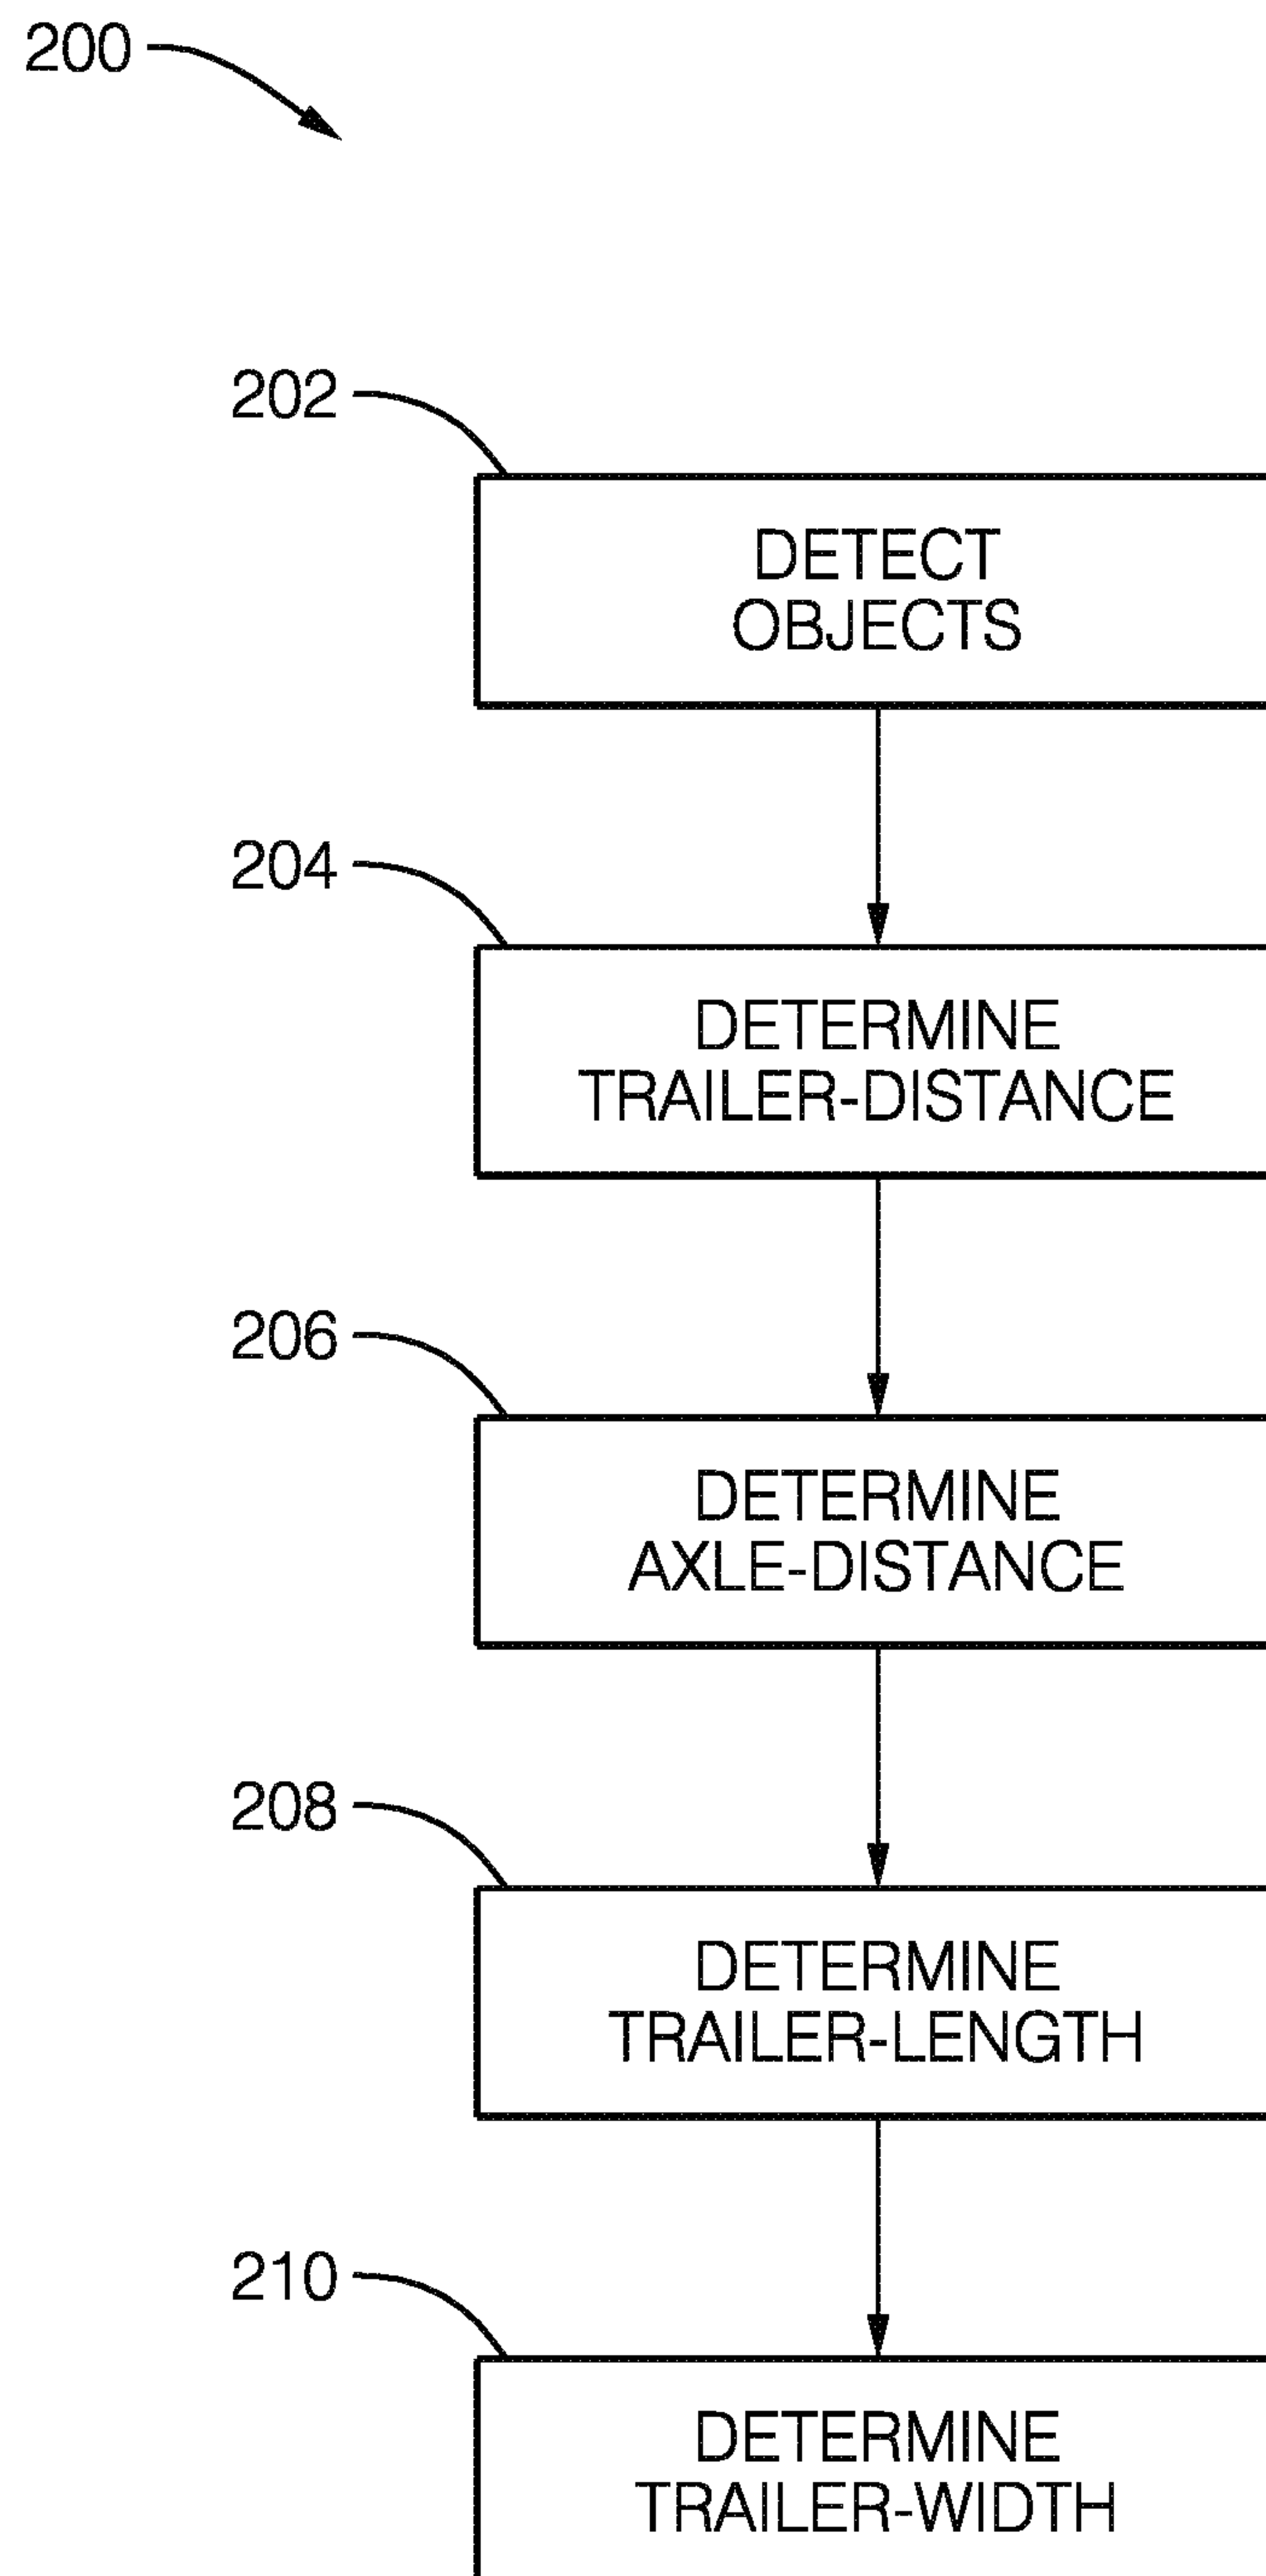 200
202
DETECT
OBJECTS
204
DETERMINE
TRAILER-DISTANCE
206
DETERMINE
AXLE-DISTANCE
208
DETERMINE
TRAILER-LENGTH
210
DETERMINE
TRAILER-WIDTH